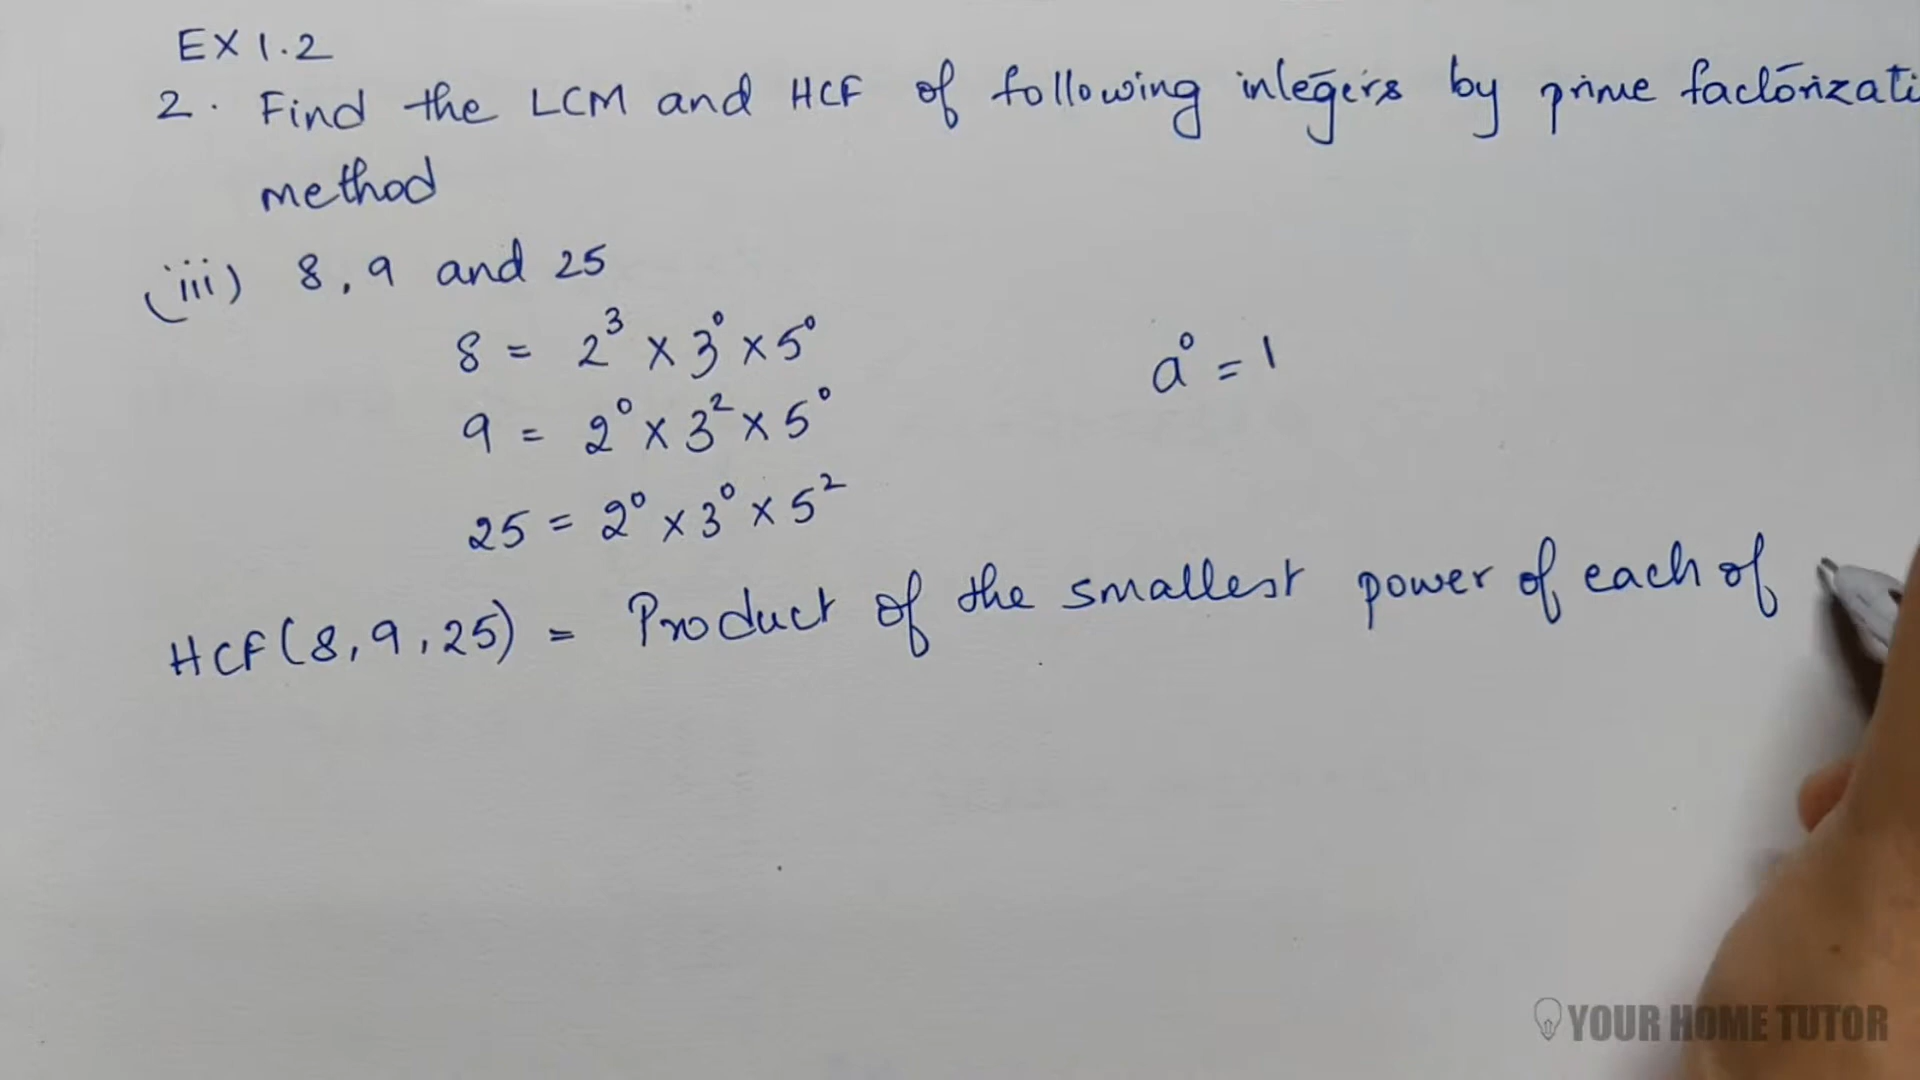 EX 1.2
2. Find the LCM and HCF of following integers by prime factorizati
method
(iii) 8, 9 and 25
8 = 2³ × 3⁰ × 5⁰
a⁰ = 1
9 = 2⁰ × 3² × 5⁰
25 = 2⁰ × 3⁰ × 5²
HCF(8, 9, 25) = Product of the smallest power of each of
YOUR HOME TUTOR